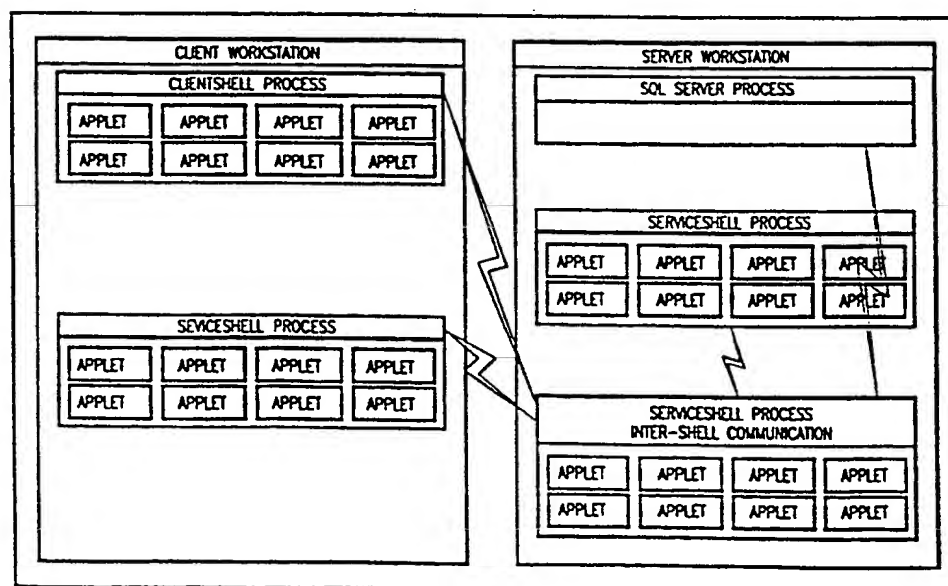 CLIENT WORKSTATION
CLIENTSHELL PROCESS
APPLET APPLET APPLET APPLET
APPLET APPLET APPLET APPLET
SEVICESHELL PROCESS
APPLET APPLET APPLET APPLET
APPLET APPLET APPLET APPLET
SERVER WORKSTATION
SQL SERVER PROCESS
SERVICESHELL PROCESS
APPLET APPLET APPLET APPLET
APPLET APPLET APPLET APPLET
SERVICESHELL PROCESS
INTER-SHELL COMMUNICATION
APPLET APPLET APPLET APPLET
APPLET APPLET APPLET APPLET